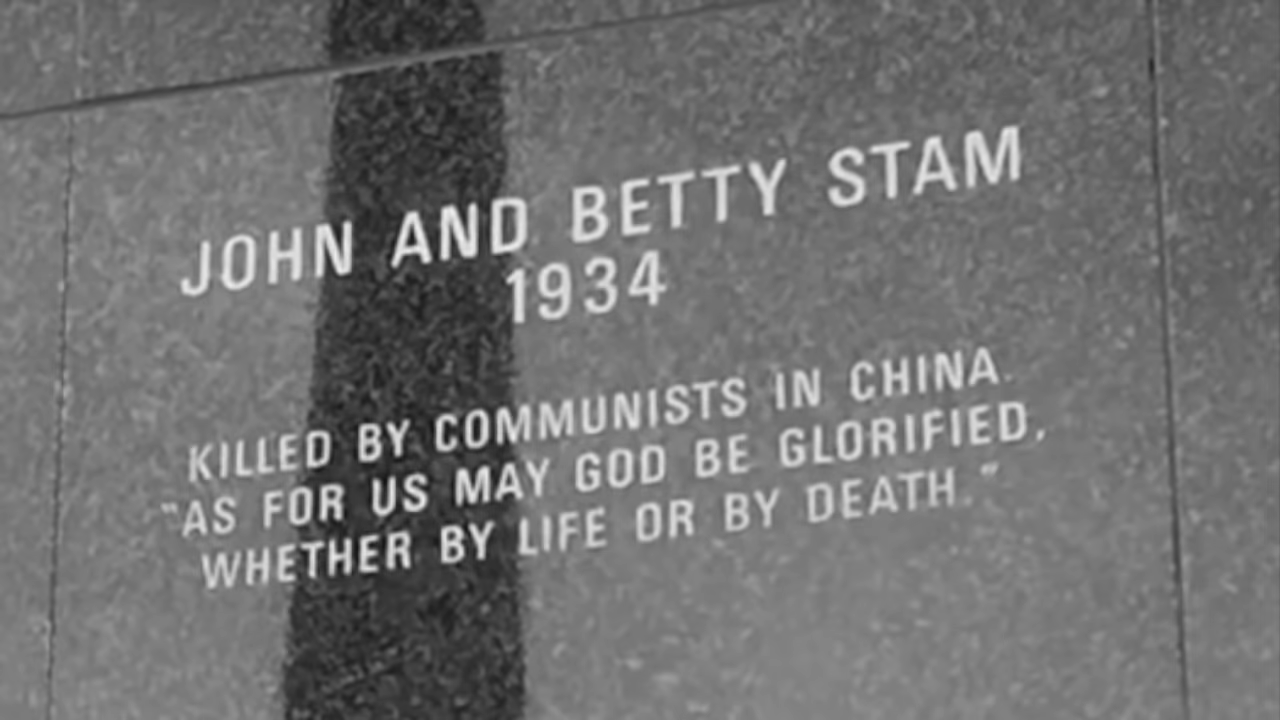 JOHN AND BETTY STAM
1934
KILLED BY COMMUNISTS IN CHINA.
"AS FOR US MAY GOD BE GLORIFIED,
WHETHER BY LIFE OR BY DEATH."